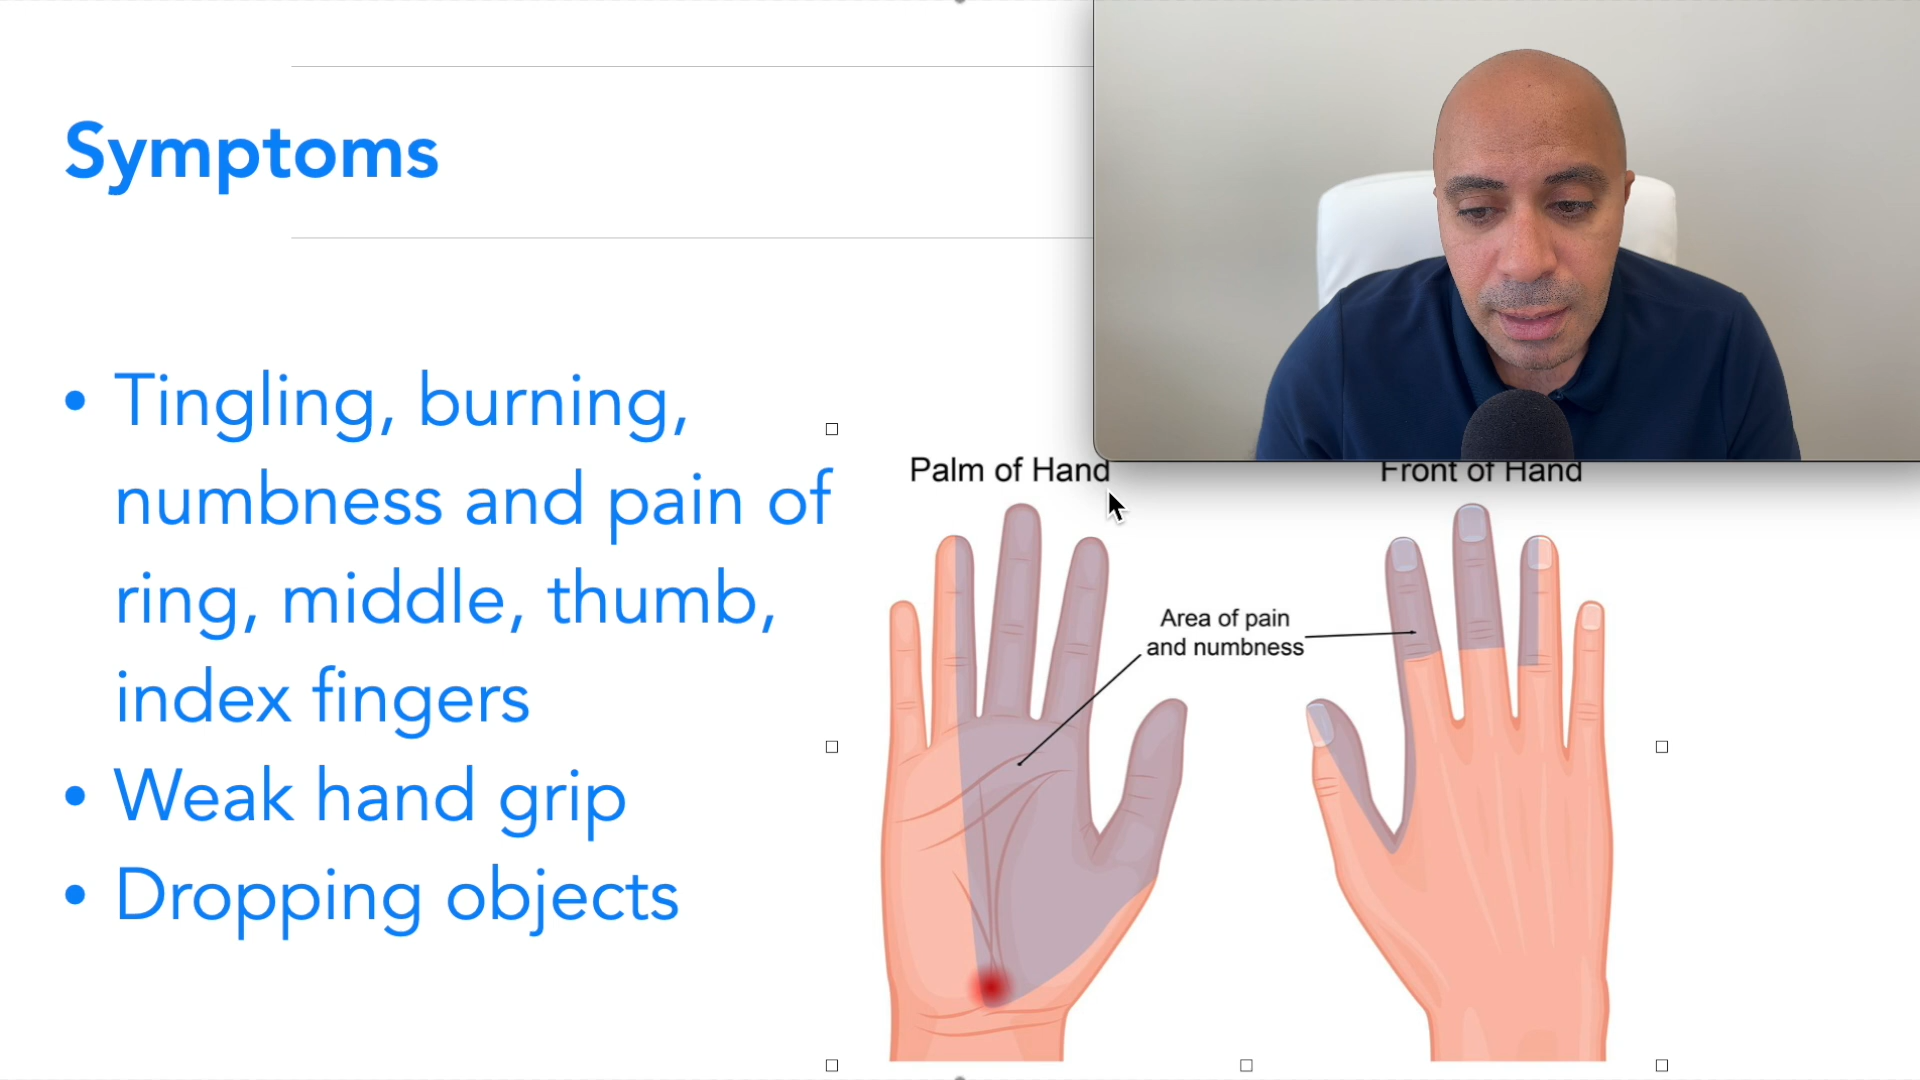 Symptoms
• Tingling, burning,
numbness and pain of
ring, middle, thumb,
index fingers
• Weak hand grip
• Dropping objects
Palm of Hand
Front of Hand
Area of pain
and numbness